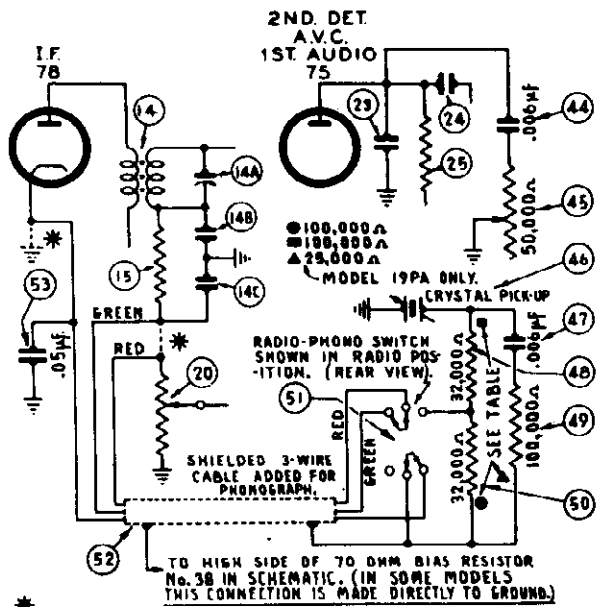 2ND. DET.
A.V.C.
1ST. AUDIO
75
I.F.
78
14
23
24
25
44
.006µF
14A
14B
14C
45
50,000Ω
●100,000Ω
■100,000Ω
▲25,000Ω
MODEL 19PA ONLY.
46
CRYSTAL PICK-UP
15
53
.05µF.
GREEN
RED
20
RADIO-PHONO SWITCH
SHOWN IN RADIO POS-
-ITION. (REAR VIEW).
51
RED
GREEN
32,000Ω
32,000Ω
SEE TABLE
47
.006µF
48
49
100,000Ω
50
SHIELDED 3-WIRE
CABLE ADDED FOR
PHONOGRAPH.
52
TO HIGH SIDE OF 70 OHM BIAS RESISTOR
No. 38 IN SCHEMATIC. (IN SOME MODELS
THIS CONNECTION IS MADE DIRECTLY TO GROUND.)